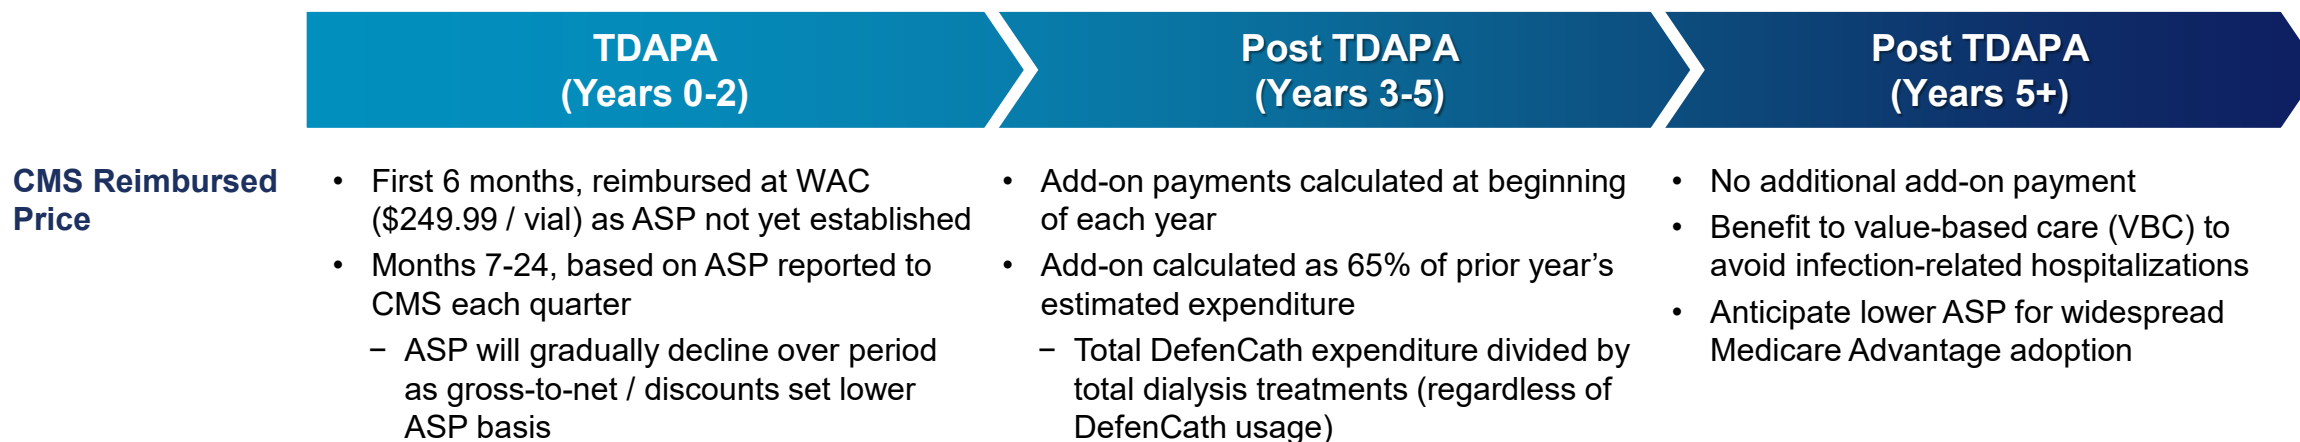 TDAPA
(Years 0-2)
Post TDAPA
(Years 3-5)
Post TDAPA
(Years 5+)
CMS Reimbursed
Price
• First 6 months, reimbursed at WAC
($249.99 / vial) as ASP not yet established
• Months 7-24, based on ASP reported to
CMS each quarter
− ASP will gradually decline over period
as gross-to-net / discounts set lower
ASP basis
• Add-on payments calculated at beginning
of each year
• Add-on calculated as 65% of prior year’s
estimated expenditure
− Total DefenCath expenditure divided by
total dialysis treatments (regardless of
DefenCath usage)
• No additional add-on payment
• Benefit to value-based care (VBC) to
avoid infection-related hospitalizations
• Anticipate lower ASP for widespread
Medicare Advantage adoption